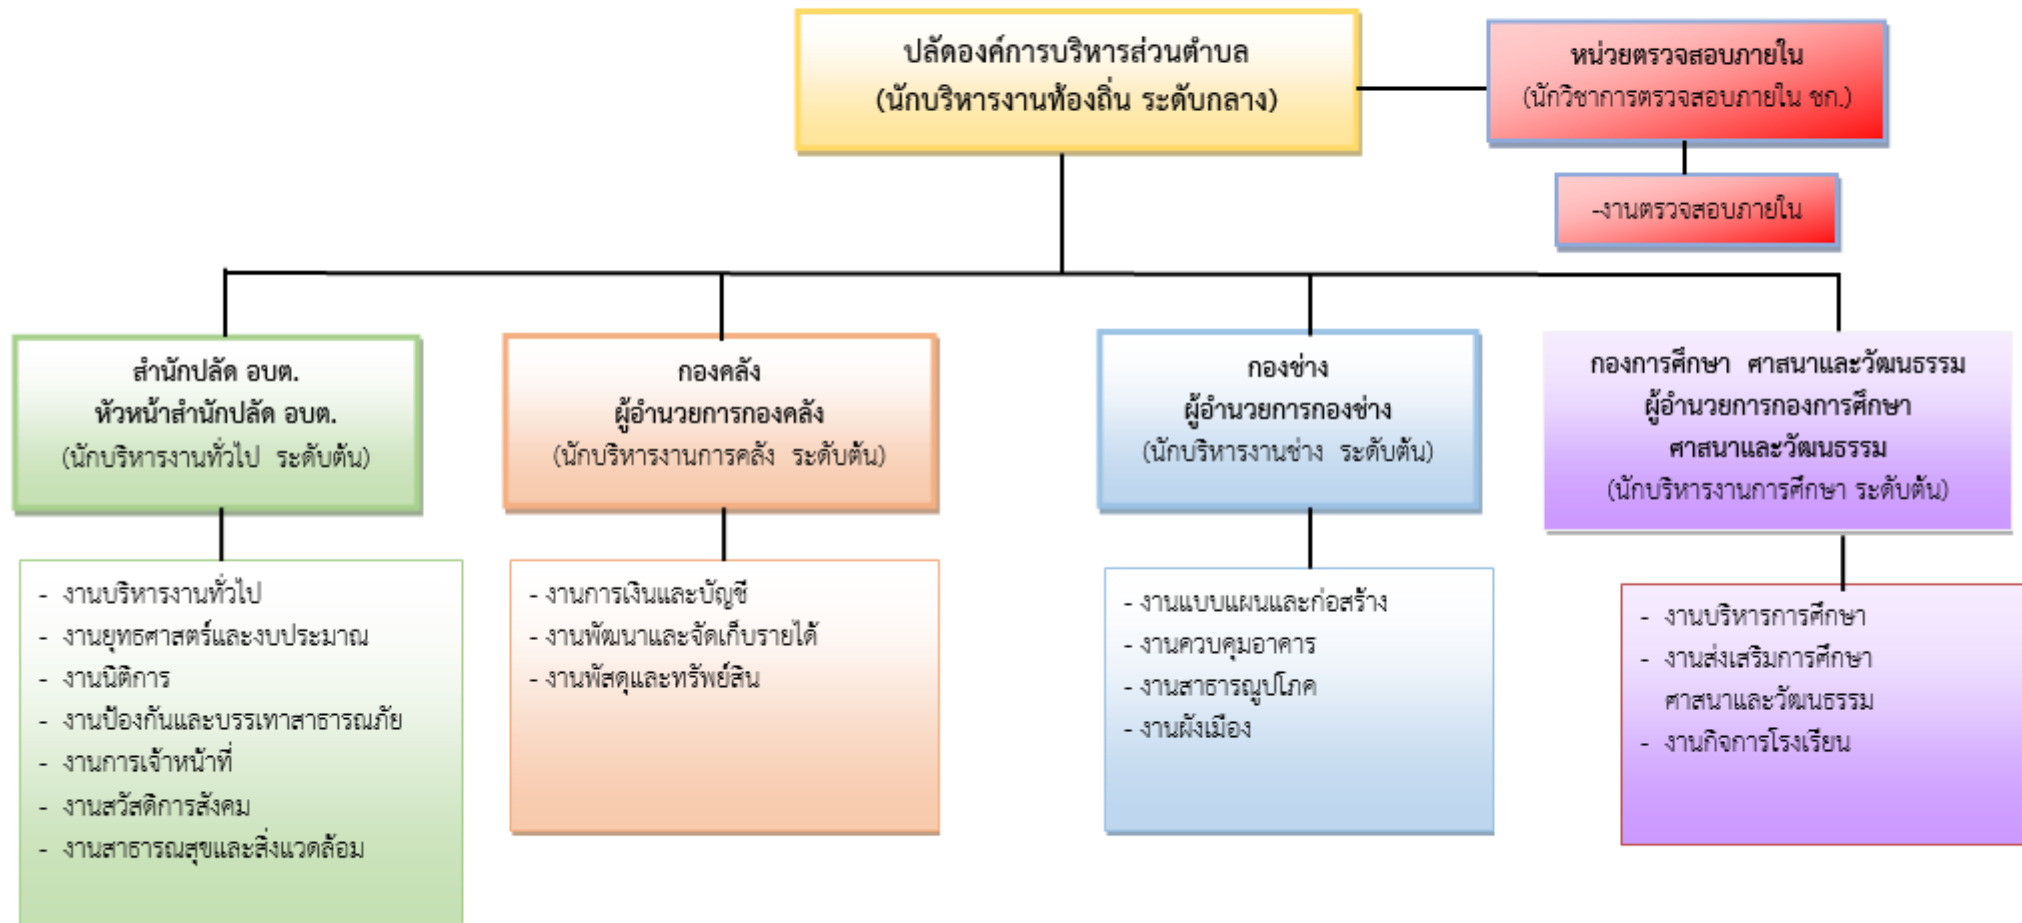 ปลัดองค์การบริหารส่วนตำบล
(นักบริหารงานท้องถิ่น ระดับกลาง)
หน่วยตรวจสอบภายใน
(นักวิชาการตรวจสอบภายใน ชก.)
-งานตรวจสอบภายใน
สำนักปลัด อบต.
หัวหน้าสำนักปลัด อบต.
(นักบริหารงานทั่วไป ระดับต้น)
- งานบริหารงานทั่วไป
- งานยุทธศาสตร์และงบประมาณ
- งานนิติการ
- งานป้องกันและบรรเทาสาธารณภัย
- งานการเจ้าหน้าที่
- งานสวัสดิการสังคม
- งานสาธารณสุขและสิ่งแวดล้อม
กองคลัง
ผู้อำนวยการกองคลัง
(นักบริหารงานการคลัง ระดับต้น)
- งานการเงินและบัญชี
- งานพัฒนาและจัดเก็บรายได้
- งานพัสดุและทรัพย์สิน
กองช่าง
ผู้อำนวยการกองช่าง
(นักบริหารงานช่าง ระดับต้น)
- งานแบบแผนและก่อสร้าง
- งานควบคุมอาคาร
- งานสาธารณูปโภค
- งานผังเมือง
กองการศึกษา ศาสนาและวัฒนธรรม
ผู้อำนวยการกองการศึกษา
ศาสนาและวัฒนธรรม
(นักบริหารงานการศึกษา ระดับต้น)
- งานบริหารการศึกษา
- งานส่งเสริมการศึกษา
ศาสนาและวัฒนธรรม
- งานกิจการโรงเรียน